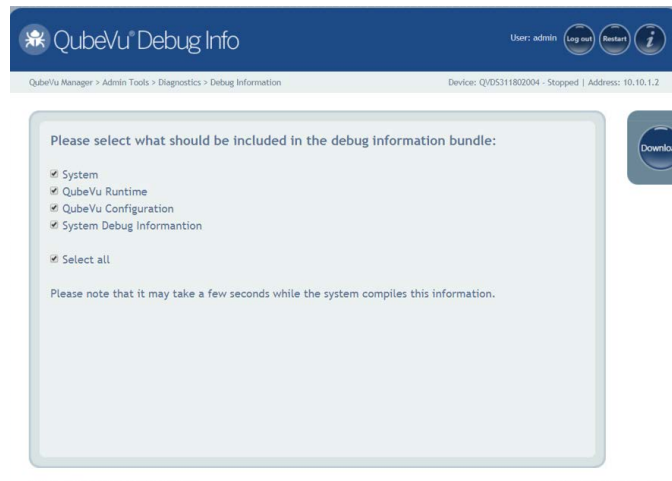 QubeVu® Debug Info
User: admin
Log out
Restart
i
QubeVu Manager > Admin Tools > Diagnostics > Debug Information
Device: QVDS311802004 - Stopped | Address: 10.10.1.2
Please select what should be included in the debug information bundle:
System
QubeVu Runtime
QubeVu Configuration
System Debug Informantion
Select all
Please note that it may take a few seconds while the system compiles this information.
Downlo